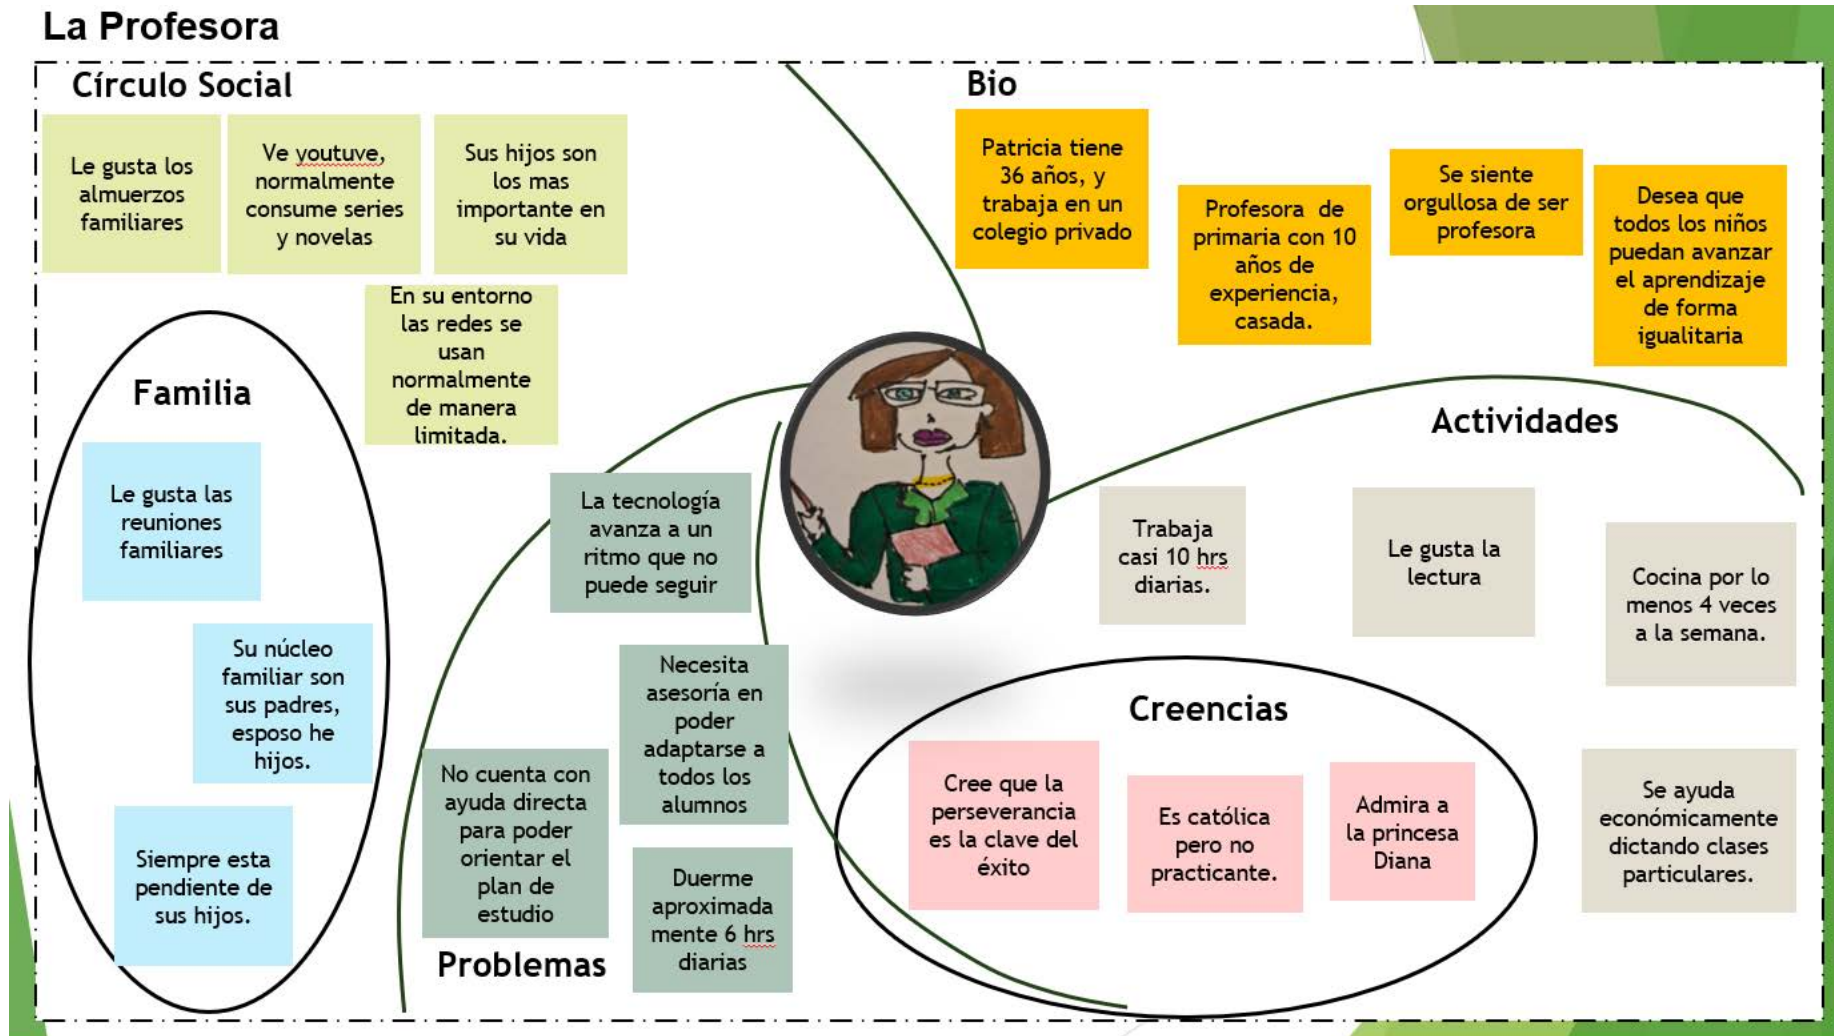 La Profesora
Círculo Social
Le gusta los
almuerzos
familiares
Ve youtuve,
normalmente
consume series
y novelas
Sus hijos son
los mas
importante en
su vida
En su entorno
las redes se
usan
normalmente
de manera
limitada.
Familia
Le gusta las
reuniones
familiares
Su núcleo
familiar son
sus padres,
esposo he
hijos.
Siempre esta
pendiente de
sus hijos.
Bio
Patricia tiene
36 años, y
trabaja en un
colegio privado
Profesora de
primaria con 10
años de
experiencia,
casada.
Se siente
orgullosa de ser
profesora
Desea que
todos los niños
puedan avanzar
el aprendizaje
de forma
igualitaria
La tecnología
avanza a un
ritmo que no
puede seguir
Necesita
asesoría en
poder
adaptarse a
todos los
alumnos
No cuenta con
ayuda directa
para poder
orientar el
plan de
estudio
Duerme
aproximada
mente 6 hrs
diarias
Problemas
Actividades
Trabaja
casi 10 hrs
diarias.
Le gusta la
lectura
Cocina por lo
menos 4 veces
a la semana.
Se ayuda
económicamente
dictando clases
particulares.
Creencias
Cree que la
perseverancia
es la clave del
éxito
Es católica
pero no
practicante.
Admira a
la princesa
Diana